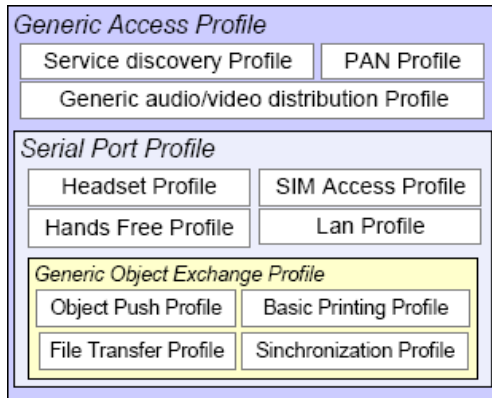 Generic Access Profile
Service discovery Profile PAN Profile
Generic audio/video distribution Profile
Serial Port Profile
Headset Profile SIM Access Profile
Hands Free Profile Lan Profile
Generic Object Exchange Profile
Object Push Profile Basic Printing Profile
File Transfer Profile Sinchronization Profile